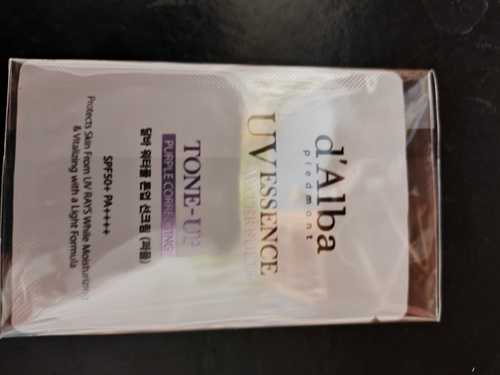 d'Alba
piedmont
UV ESSENCE
WATERFULL
TONE-UP
PURPLE CORRECTING
달바 워터풀 톤업 선크림 (퍼플)
SPF50+ PA++++
Protects Skin From UV RAYS While Moisturizing
& Vitalizing with a Light Formula